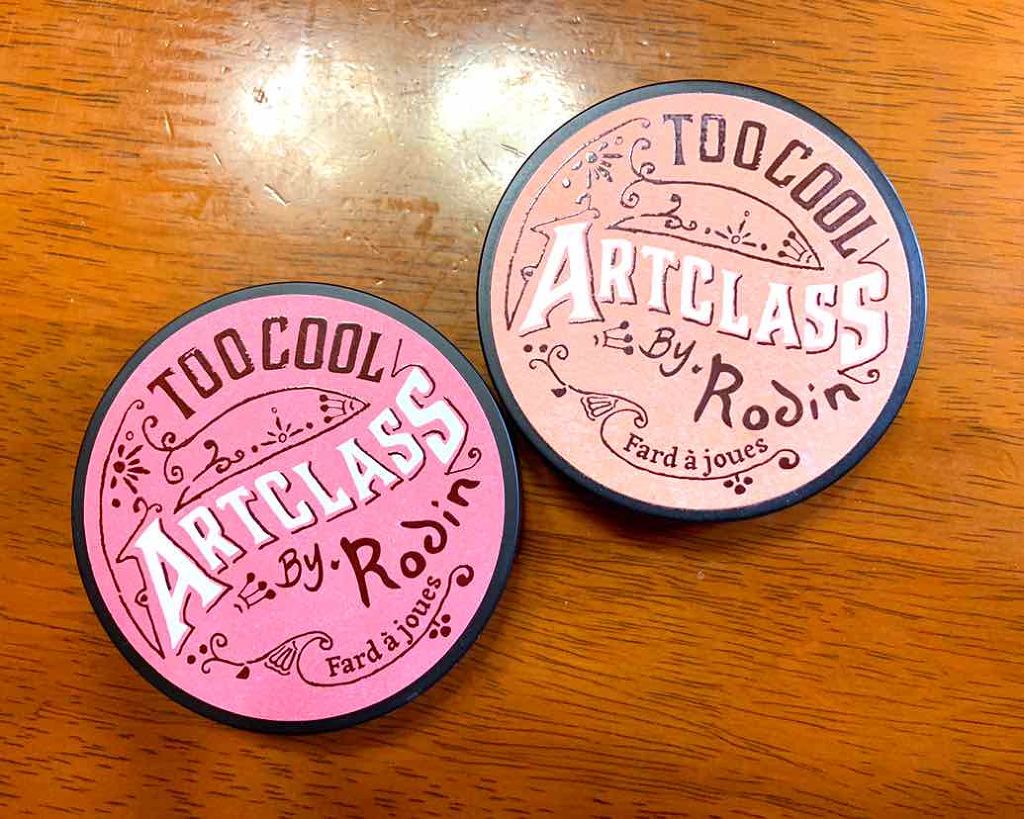 TOO COOL
ARTCLASS
BY. Rodin
Fard à joues
TOO COOL
ARTCLASS
BY. Rodin
Fard à joues